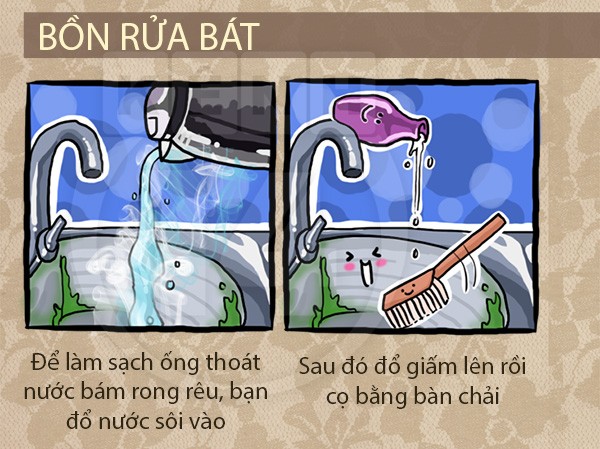 BỒN RỬA BÁT
Để làm sạch ống thoát
nước bám rong rêu, bạn
đổ nước sôi vào
Sau đó đổ giấm lên rồi
cọ bằng bàn chải